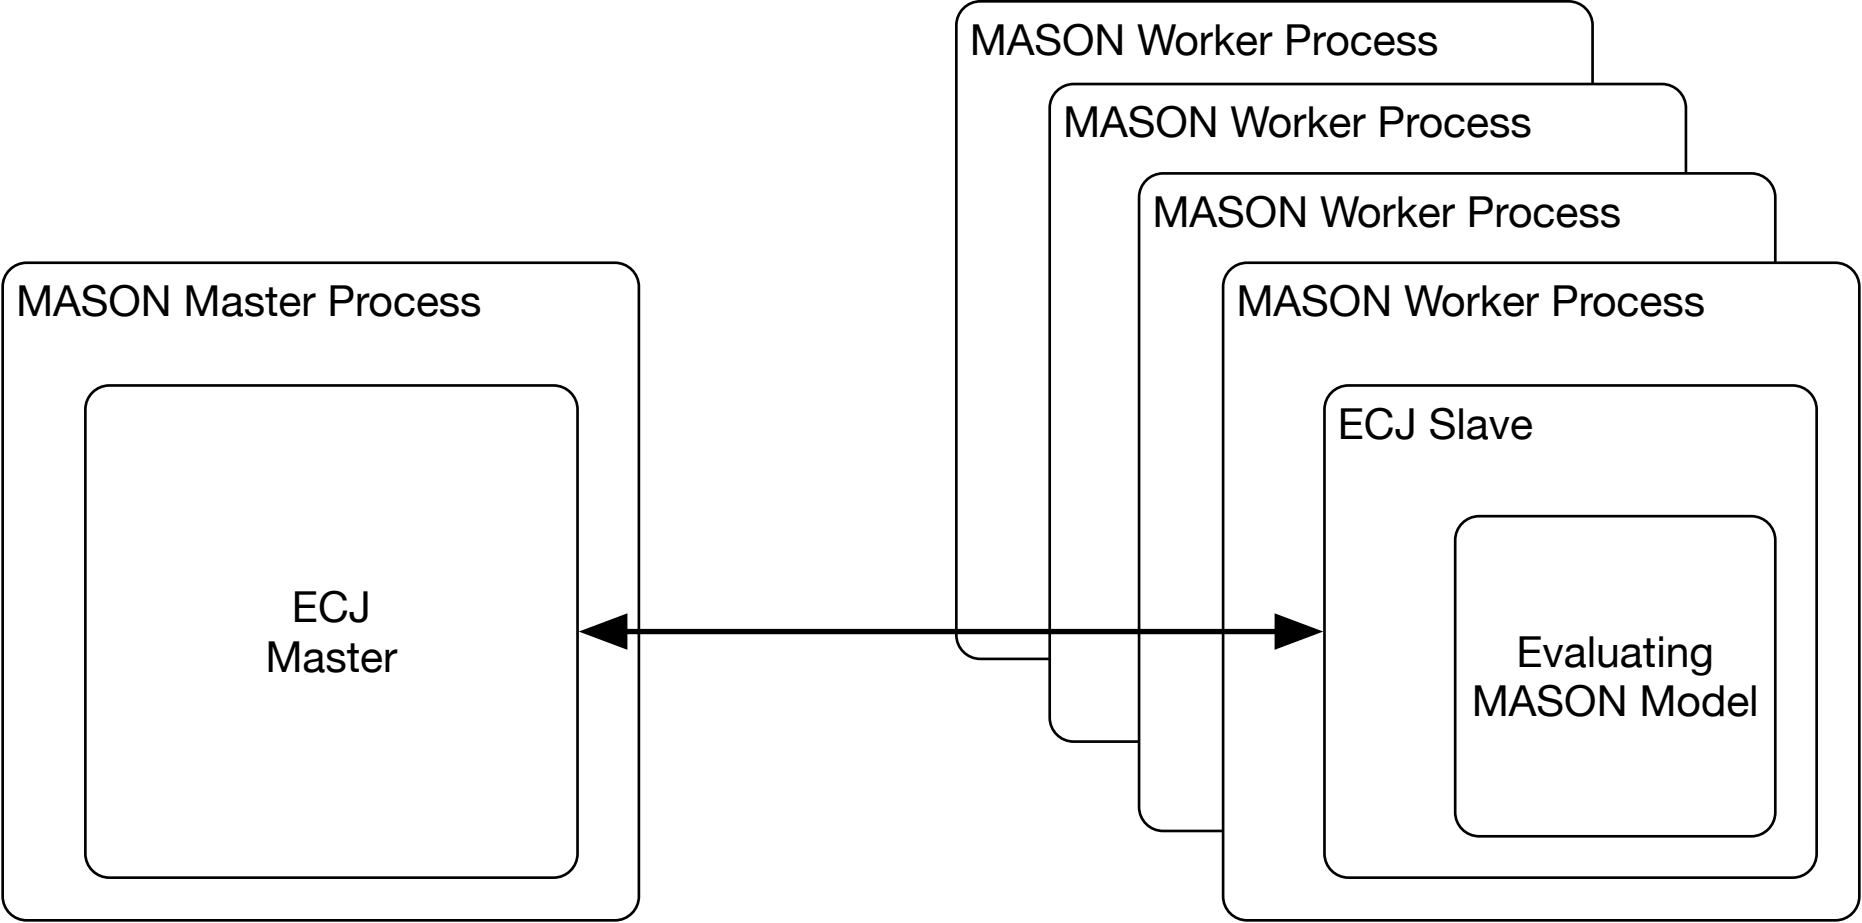 MASON Worker Process
MASON Worker Process
MASON Worker Process
MASON Master Process
MASON Worker Process
ECJ Slave
ECJ
Master
Evaluating
MASON Model